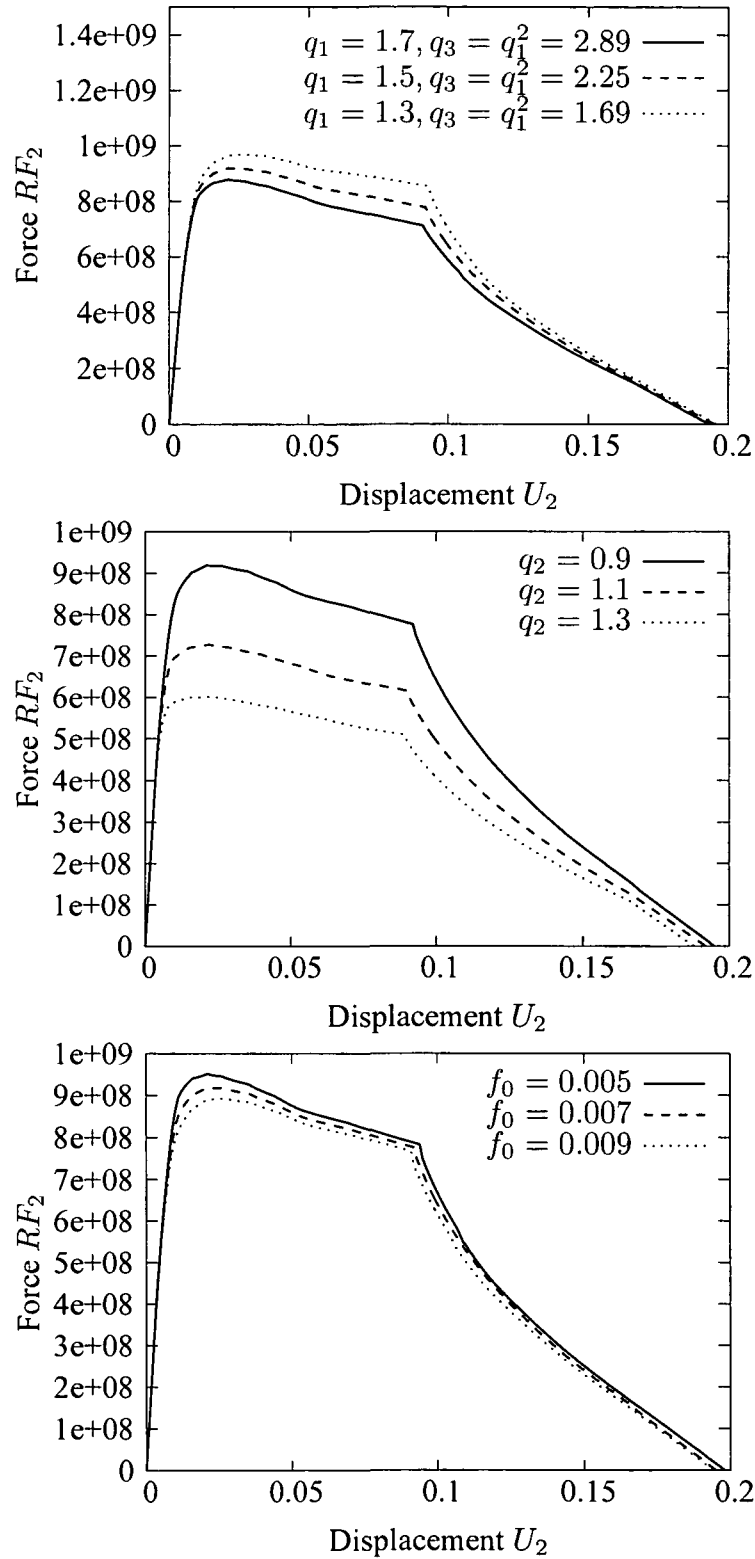 1.4e+09
1.2e+09
1e+09
8e+08
6e+08
4e+08
2e+08
0
Force RF₂
q₁ = 1.7, q₃ = q₁² = 2.89
q₁ = 1.5, q₃ = q₁² = 2.25
q₁ = 1.3, q₃ = q₁² = 1.69
0 0.05 0.1 0.15 0.2
Displacement U₂
1e+09
9e+08
8e+08
7e+08
6e+08
5e+08
4e+08
3e+08
2e+08
1e+08
0
Force RF₂
q₂ = 0.9
q₂ = 1.1
q₂ = 1.3
0 0.05 0.1 0.15 0.2
Displacement U₂
1e+09
9e+08
8e+08
7e+08
6e+08
5e+08
4e+08
3e+08
2e+08
1e+08
0
Force RF₂
f₀ = 0.005
f₀ = 0.007
f₀ = 0.009
0 0.05 0.1 0.15 0.2
Displacement U₂